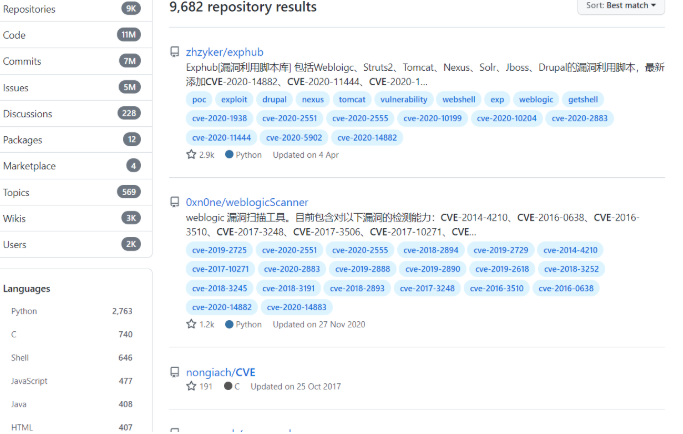 Repositories 9K
Code 11M
Commits 7M
Issues 5M
Discussions 228
Packages 12
Marketplace 4
Topics 569
Wikis 3K
Users 2K
Languages
Python 2,763
C 740
Shell 646
JavaScript 477
Java 408
HTML 407
9,682 repository results
Sort: Best match
zhzyker/exphub
Exphub[漏洞利用脚本库] 包括Webloigc、Struts2、Tomcat、Nexus、Solr、Jboss、Drupal的漏洞利用脚本，最新
添加CVE-2020-14882、CVE-2020-11444、CVE-2020-1...
poc exploit drupal nexus tomcat vulnerability webshell exp weblogic getshell
cve-2020-1938 cve-2020-2551 cve-2020-2555 cve-2020-10199 cve-2020-10204 cve-2020-2883
cve-2020-11444 cve-2020-5902 cve-2020-14882
2.9k Python Updated on 4 Apr
0xn0ne/weblogicScanner
weblogic 漏洞扫描工具。目前包含对以下漏洞的检测能力：CVE-2014-4210、CVE-2016-0638、CVE-2016-
3510、CVE-2017-3248、CVE-2017-3506、CVE-2017-10271、CVE...
cve-2019-2725 cve-2020-2551 cve-2020-2555 cve-2018-2894 cve-2019-2729 cve-2014-4210
cve-2017-10271 cve-2020-2883 cve-2019-2888 cve-2019-2890 cve-2019-2618 cve-2018-3252
cve-2018-3245 cve-2018-3191 cve-2018-2893 cve-2017-3248 cve-2016-3510 cve-2016-0638
cve-2020-14882 cve-2020-14883
1.2k Python Updated on 27 Nov 2020
nongiach/CVE
191 C Updated on 25 Oct 2017